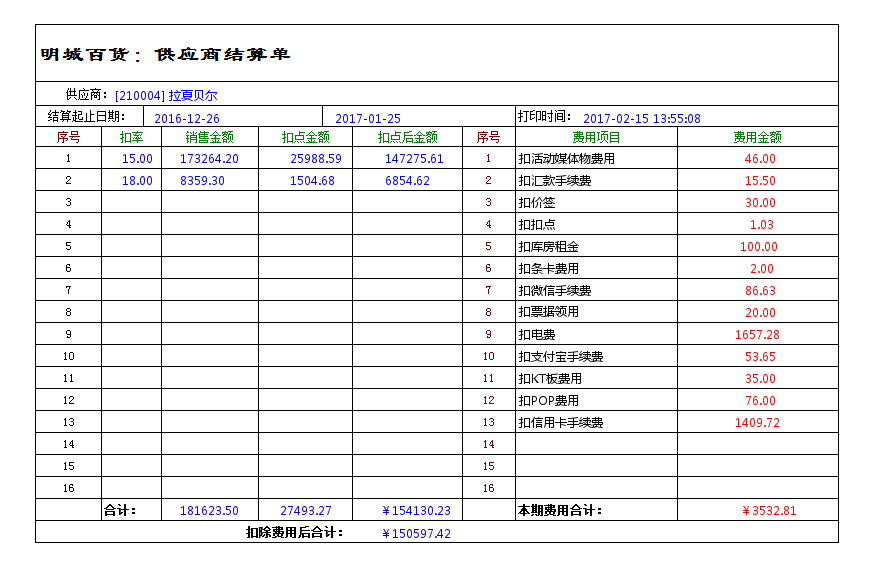 明城百货：供应商结算单
供应商： [210004] 拉夏贝尔
结算起止日期： 2016-12-26 2017-01-25 打印时间： 2017-02-15 13:55:08
序号 扣率 销售金额 扣点金额 扣点后金额 序号 费用项目 费用金额
1 15.00 173264.20 25988.59 147275.61 1 扣活动媒体物费用 46.00
2 18.00 8359.30 1504.68 6854.62 2 扣汇款手续费 15.50
3 3 扣价签 30.00
4 4 扣扣点 1.03
5 5 扣库房租金 100.00
6 6 扣条卡费用 2.00
7 7 扣微信手续费 86.63
8 8 扣票据领用 20.00
9 9 扣电费 1657.28
10 10 扣支付宝手续费 53.65
11 11 扣KT板费用 35.00
12 12 扣POP费用 76.00
13 13 扣信用卡手续费 1409.72
14 14
15 15
16 16
合计： 181623.50 27493.27 ￥154130.23 本期费用合计： ￥3532.81
扣除费用后合计： ￥150597.42